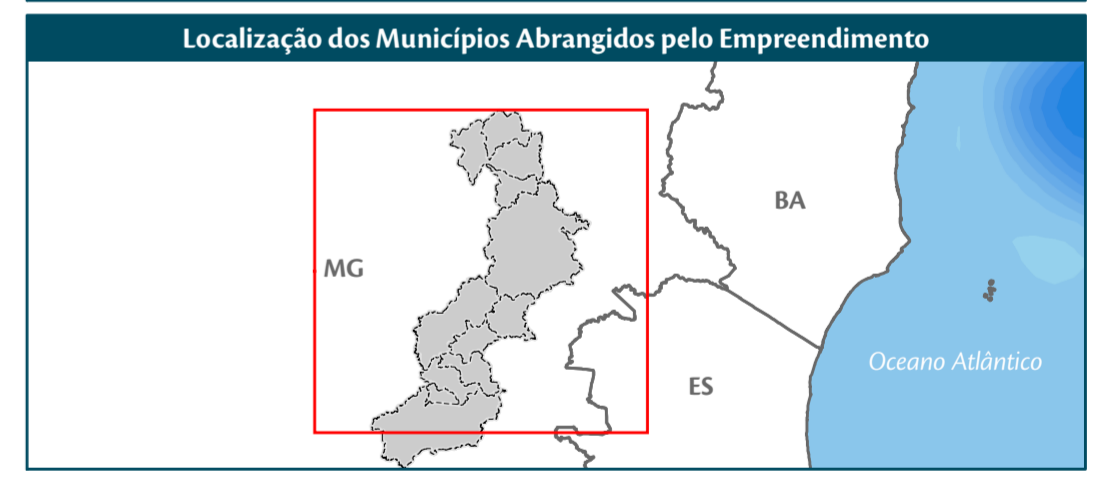 Localização dos Municípios Abrangidos pelo Empreendimento
BA
MG
Oceano Atlântico
ES